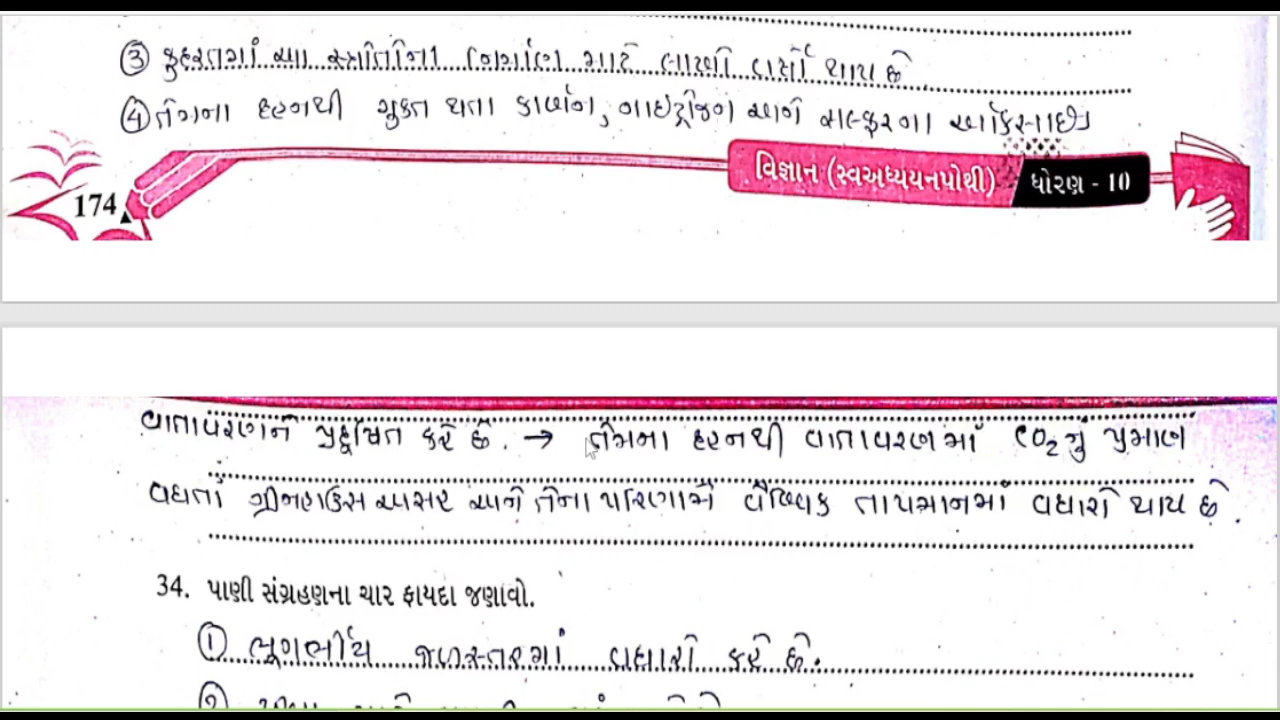 ③ કુદરતમાં આ સ્ત્રોતોના નિર્માણ માટે લાખો વર્ષો થાય છે
④ તેમના દહનથી મુક્ત થતા કાર્બન, નાઇટ્રોજન અને સલ્ફરના ઓક્સાઇડ
174
વિજ્ઞાન (સ્વઅધ્યયનપોથી) ધોરણ - 10
વાતાવરણને પ્રદૂષિત કરે છે. → તેમના દહનથી વાતાવરણમાં CO₂નું પ્રમાણ
વધતાં ગ્રીનહાઉસ અસર અને તેના પરિણામે વૈશ્વિક તાપમાનમાં વધારો થાય છે.
34. પાણી સંગ્રહણના ચાર ફાયદા જણાવો.
① ભૂગર્ભીય જળસ્તરમાં વધારો કરે છે.
②